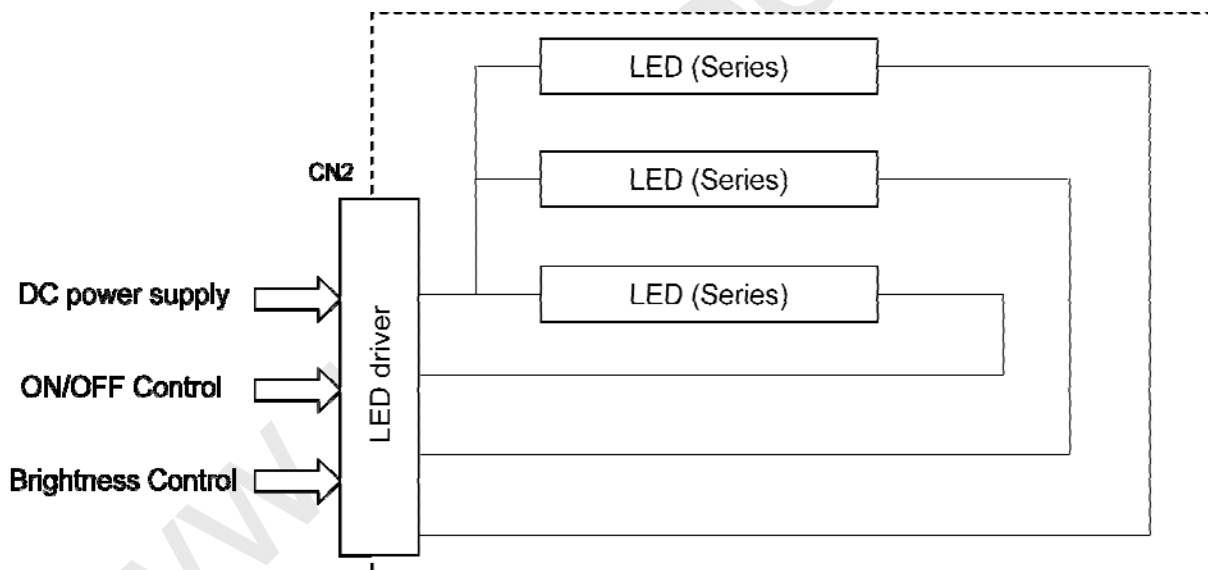 LED (Series)
CN2
LED (Series)
DC power supply
LED (Series)
LED driver
ON/OFF Control
Brightness Control